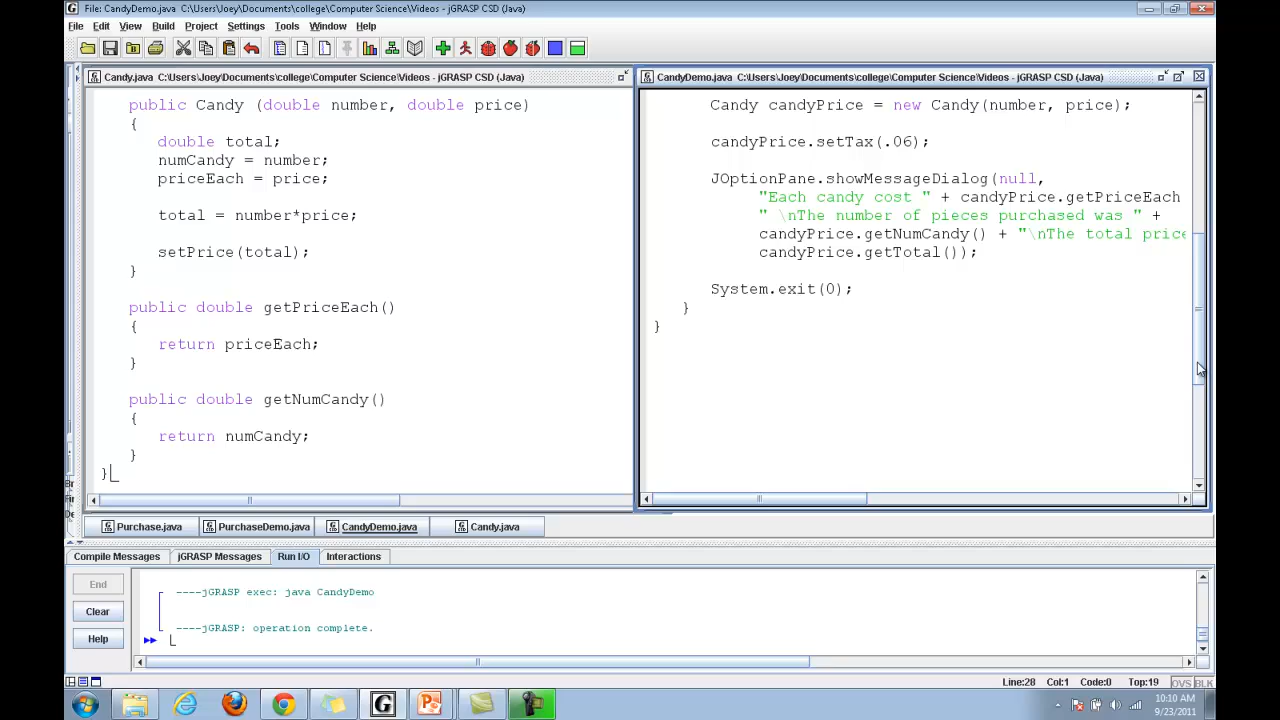 File: CandyDemo.java C:\Users\Joey\Documents\college\Computer Science\Videos - jGRASP CSD (Java)
File Edit View Build Project Settings Tools Window Help
Candy.java C:\Users\Joey\Documents\college\Computer Science\Videos - jGRASP CSD (Java)
public Candy (double number, double price)
{
double total;
numCandy = number;
priceEach = price;
total = number*price;
setPrice(total);
}
public double getPriceEach()
{
return priceEach;
}
public double getNumCandy()
{
return numCandy;
}
}
CandyDemo.java C:\Users\Joey\Documents\college\Computer Science\Videos - jGRASP CSD (Java)
Candy candyPrice = new Candy(number, price);
candyPrice.setTax(.06);
JOptionPane.showMessageDialog(null,
"Each candy cost " + candyPrice.getPriceEach
" \nThe number of pieces purchased was " +
candyPrice.getNumCandy() + "\nThe total price
candyPrice.getTotal());
System.exit(0);
}
}
Br
Fir
De
Purchase.java PurchaseDemo.java CandyDemo.java Candy.java
Compile Messages jGRASP Messages Run I/O Interactions
End
Clear
Help
----jGRASP exec: java CandyDemo
----jGRASP: operation complete.
Line:28 Col:1 Code:0 Top:19 OVS BLK
10:10 AM
9/23/2011